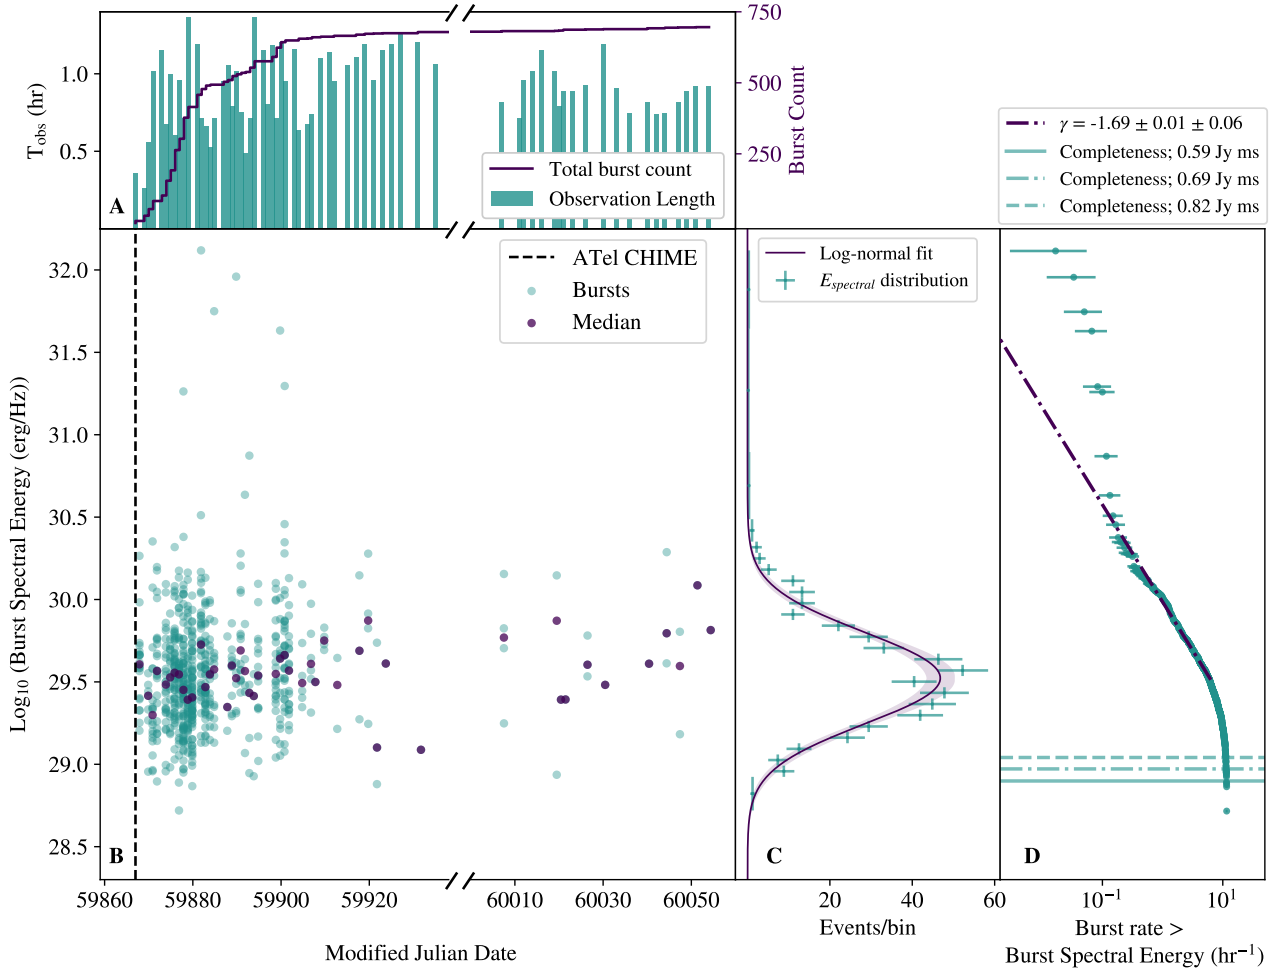 750
1.0
500
T_obs (hr)
Burst Count
0.5
250
A
Total burst count
Observation Length
γ = -1.69 ± 0.01 ± 0.06
Completeness; 0.59 Jy ms
Completeness; 0.69 Jy ms
Completeness; 0.82 Jy ms
ATel CHIME
Bursts
Median
Log-normal fit
E_spectral distribution
32.0
31.5
31.0
30.5
30.0
29.5
29.0
28.5
Log₁₀ (Burst Spectral Energy (erg/Hz))
B
C
D
59860 59880 59900 59920 60010 60030 60050
20 40 60
10⁻¹ 10¹
Modified Julian Date
Events/bin
Burst rate >
Burst Spectral Energy (hr⁻¹)